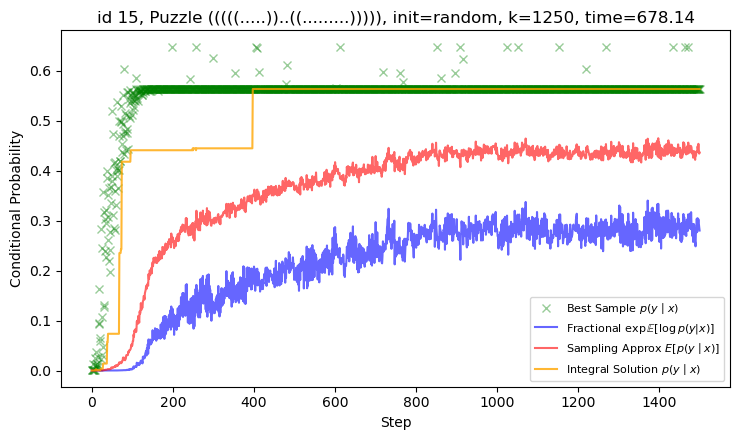 id 15, Puzzle (((((.....))..((.........))))), init=random, k=1250, time=678.14
Conditional Probability
0.6
0.5
0.4
0.3
0.2
0.1
0.0
Best Sample p(y | x)
Fractional exp 𝔼[log p(y|x)]
Sampling Approx E[p(y | x)]
Integral Solution p(y | x)
0 200 400 600 800 1000 1200 1400
Step